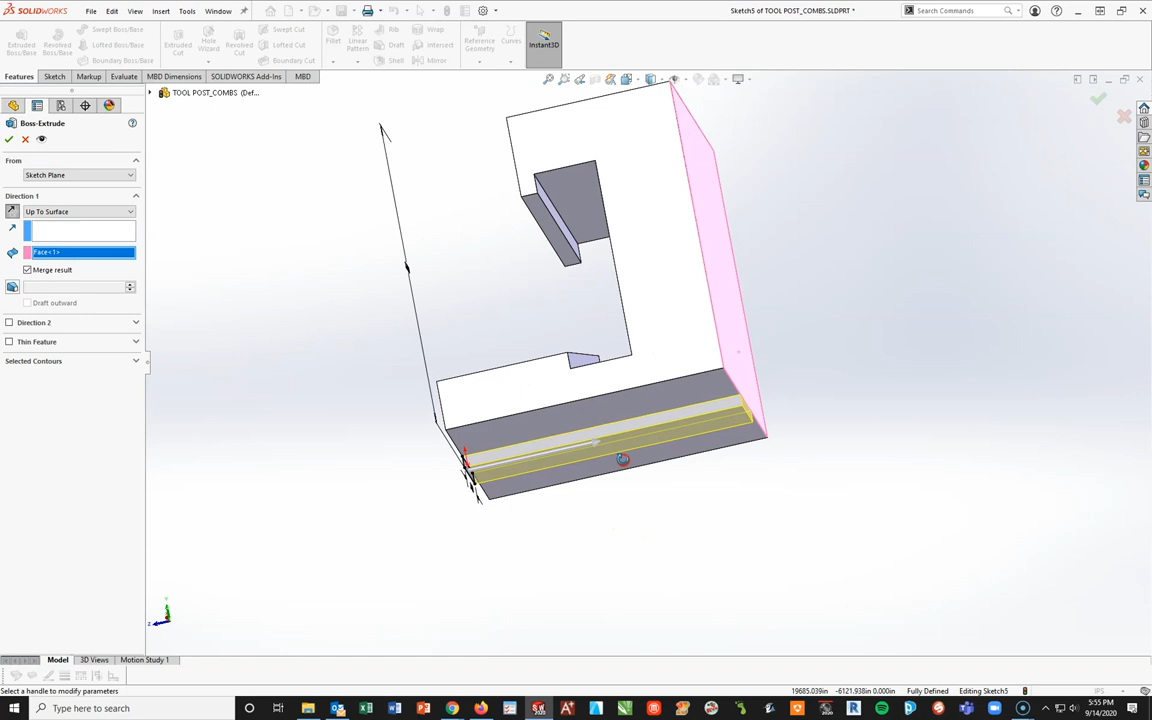 SOLIDWORKS File Edit View Insert Tools Window Sketch5 of TOOL POST_COMBS.SLDPRT * Search Commands
Extruded Boss/Base Revolved Boss/Base Swept Boss/Base Lofted Boss/Base Boundary Boss/Base Extruded Cut Hole Wizard Revolved Cut Swept Cut Lofted Cut Boundary Cut Fillet Linear Pattern Rib Draft Shell Wrap Intersect Mirror Reference Geometry Curves Instant3D
Features Sketch Markup Evaluate MBD Dimensions SOLIDWORKS Add-Ins MBD
TOOL POST_COMBS (Def...
Boss-Extrude
From
Sketch Plane
Direction 1
Up To Surface
Face<1>
Merge result
Draft outward
Direction 2
Thin Feature
Selected Contours
Y
Z
Model 3D Views Motion Study 1
Select a handle to modify parameters 19685.039in -6121.938in 0.000in Fully Defined Editing Sketch5 IPS
Type here to search 5:55 PM
9/14/2020